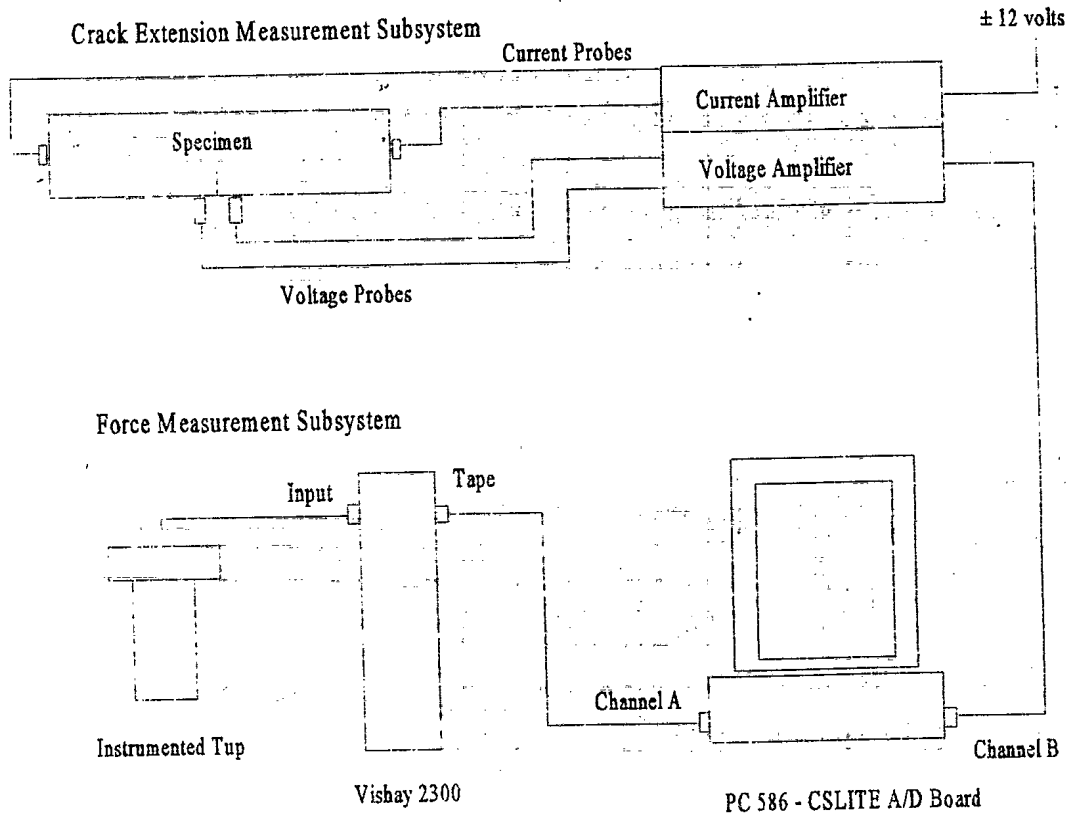 ± 12 volts
Crack Extension Measurement Subsystem
Current Probes
Current Amplifier
Specimen
Voltage Amplifier
Voltage Probes
Force Measurement Subsystem
Input
Tape
Channel A
Instrumented Tup
Channel B
Vishay 2300
PC 586 - CSLITE A/D Board